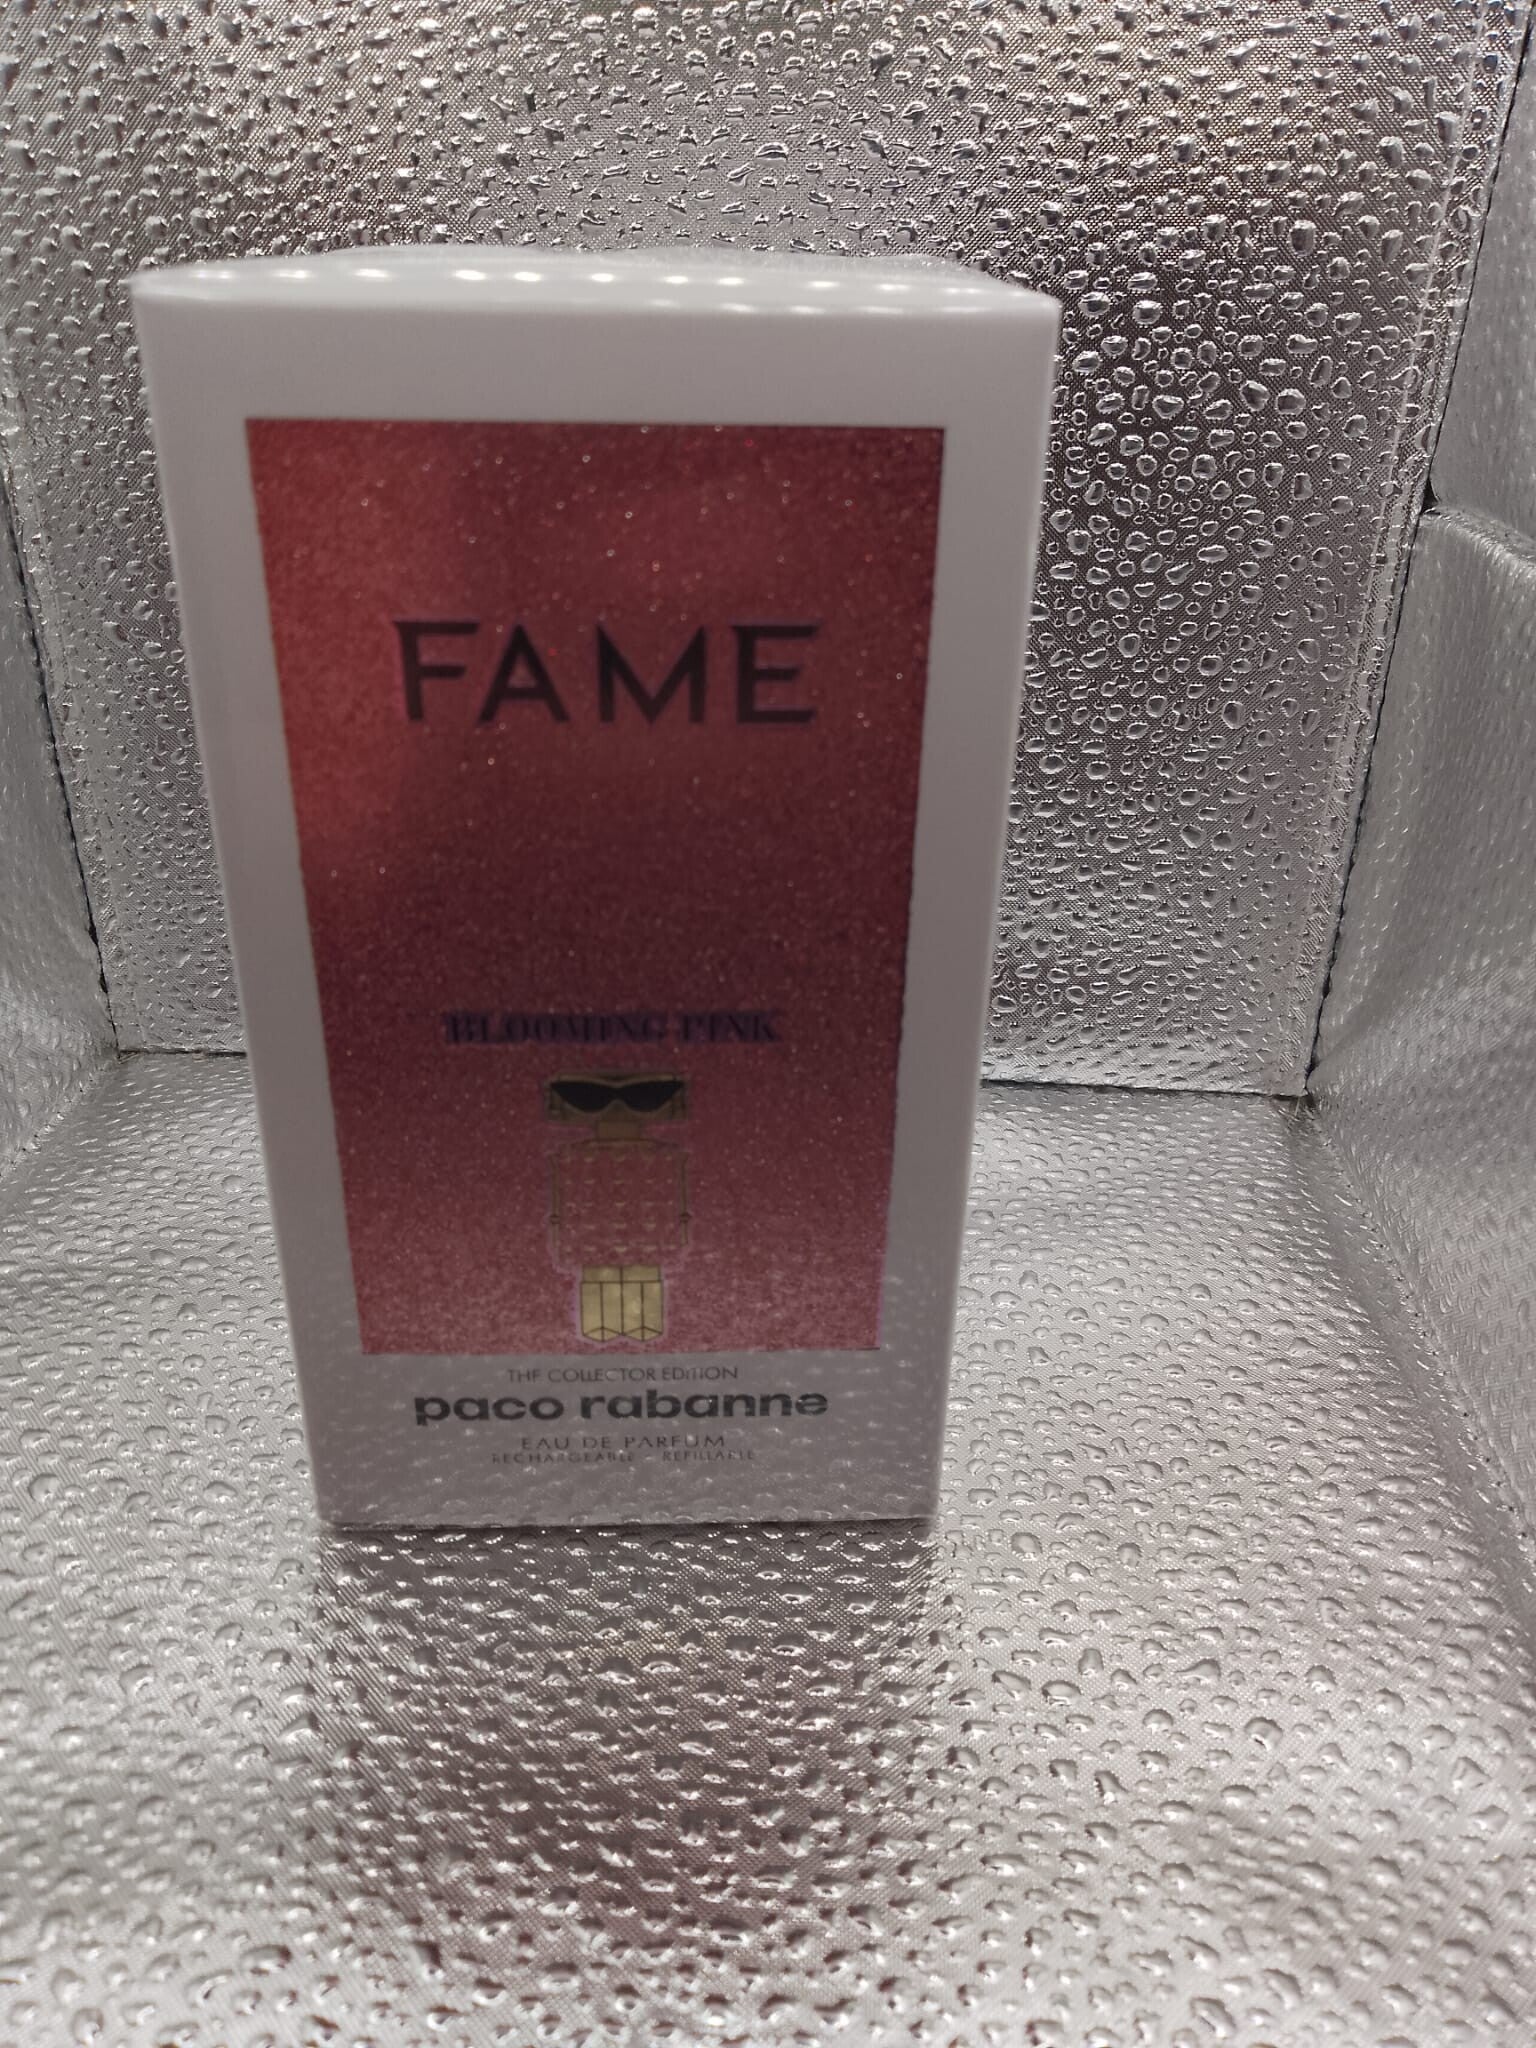 FAME
BLOOMING PINK
THE COLLECTOR EDITION
paco rabanne
EAU DE PARFUM
RECHARGEABLE - REFILLABLE